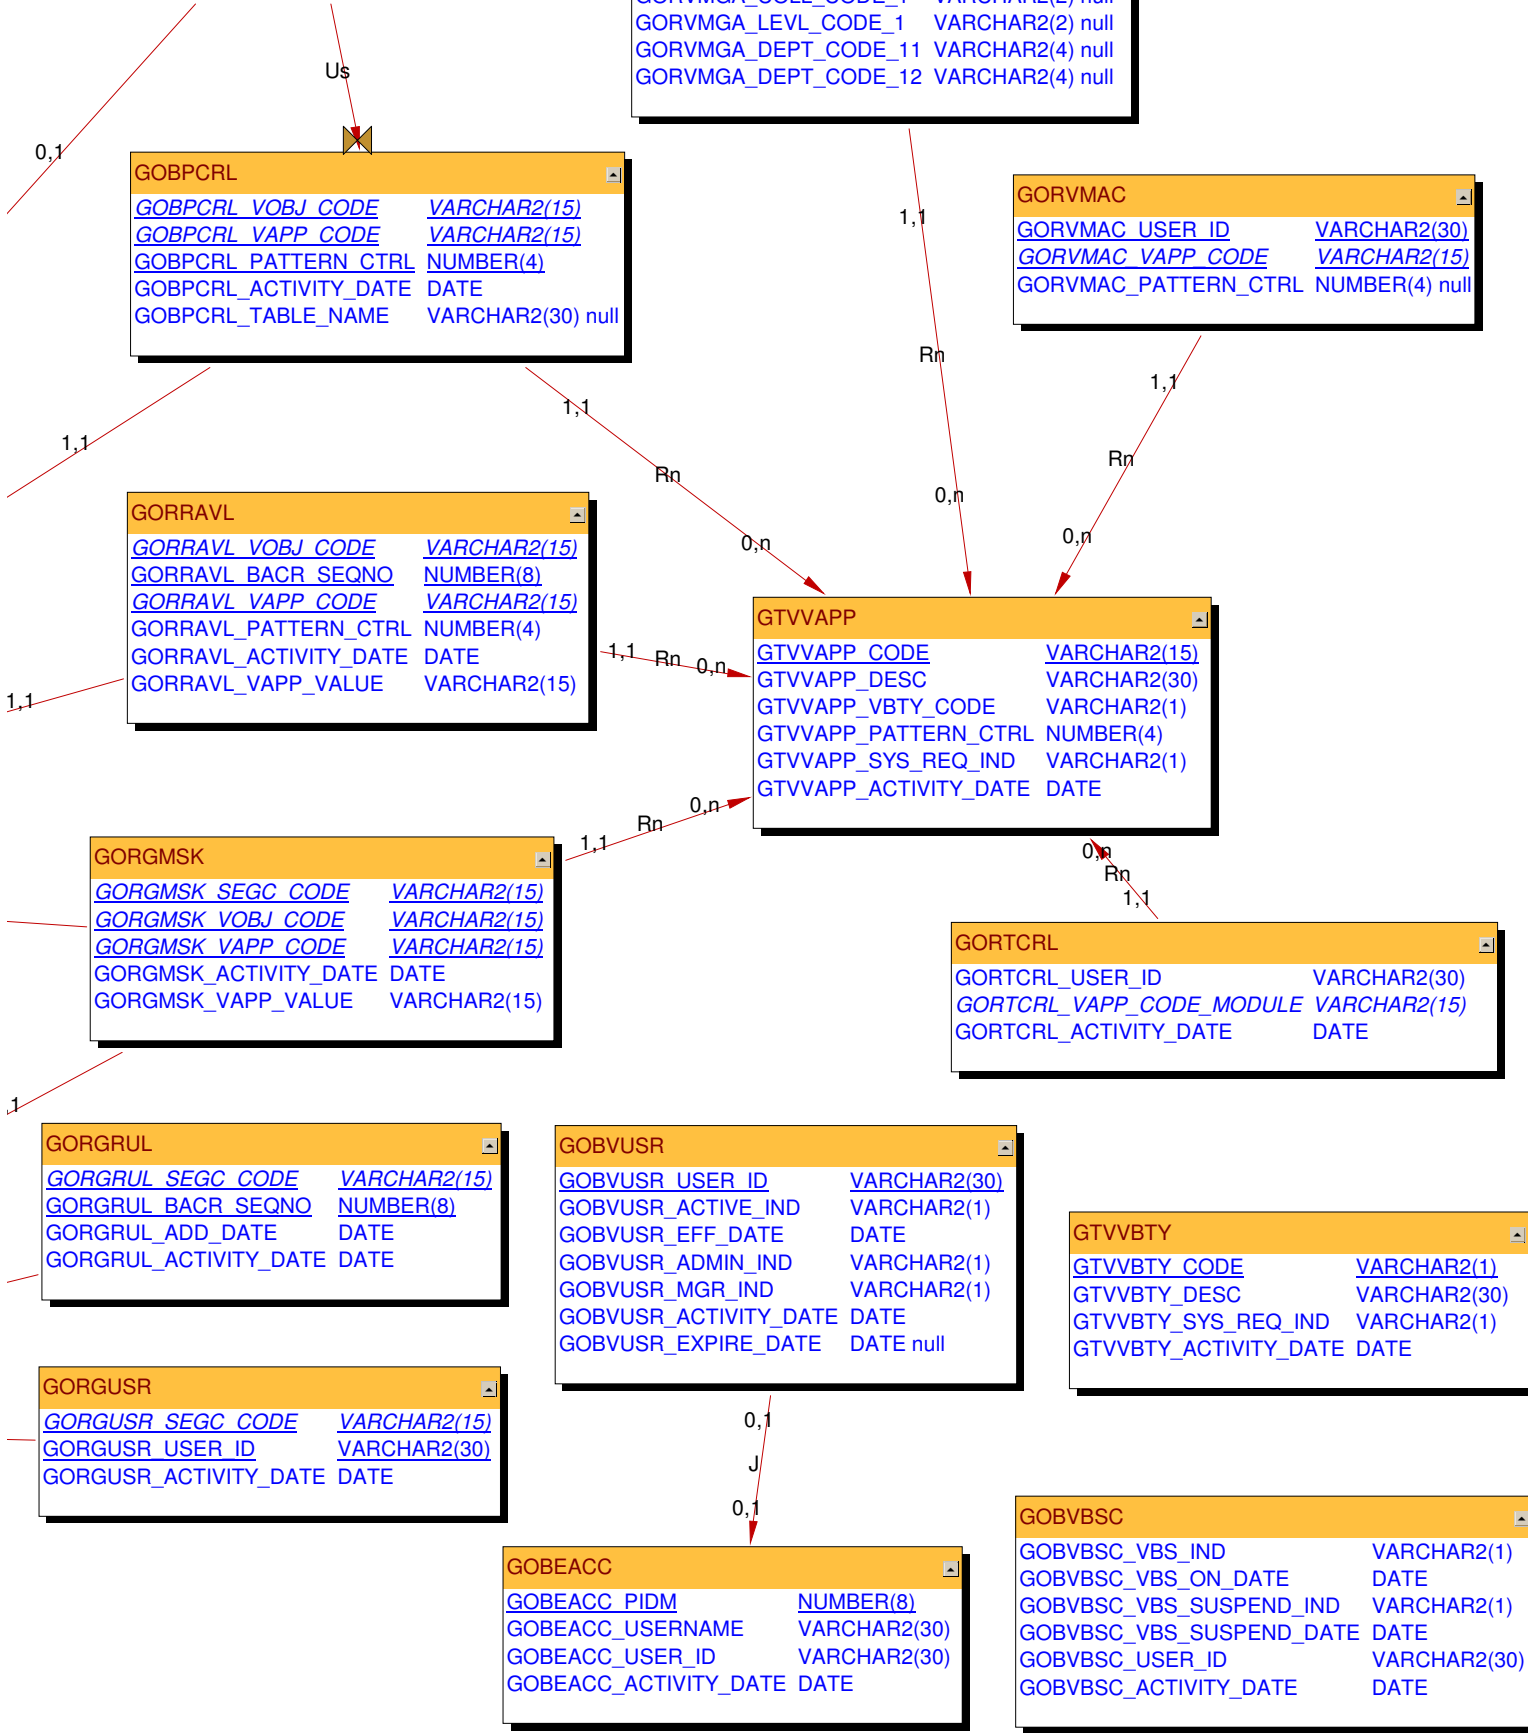 GORVMGA_LEVL_CODE_1 VARCHAR2(2) null
GORVMGA_DEPT_CODE_11 VARCHAR2(4) null
GORVMGA_DEPT_CODE_12 VARCHAR2(4) null
Us
0,1
GOBPCRL
GOBPCRL_VOBJ_CODE VARCHAR2(15)
GOBPCRL_VAPP_CODE VARCHAR2(15)
GOBPCRL_PATTERN_CTRL NUMBER(4)
GOBPCRL_ACTIVITY_DATE DATE
GOBPCRL_TABLE_NAME VARCHAR2(30) null
1,1
GORVMAC
GORVMAC_USER_ID VARCHAR2(30)
GORVMAC_VAPP_CODE VARCHAR2(15)
GORVMAC_PATTERN_CTRL NUMBER(4) null
Rn
1,1
1,1
1,1
Rn
Rn
0,n
0,n
0,n
GORRAVL
GORRAVL_VOBJ_CODE VARCHAR2(15)
GORRAVL_BACR_SEQNO NUMBER(8)
GORRAVL_VAPP_CODE VARCHAR2(15)
GORRAVL_PATTERN_CTRL NUMBER(4)
GORRAVL_ACTIVITY_DATE DATE
GORRAVL_VAPP_VALUE VARCHAR2(15)
1,1
1,1 Rn 0,n
GTVVAPP
GTVVAPP_CODE VARCHAR2(15)
GTVVAPP_DESC VARCHAR2(30)
GTVVAPP_VBTY_CODE VARCHAR2(1)
GTVVAPP_PATTERN_CTRL NUMBER(4)
GTVVAPP_SYS_REQ_IND VARCHAR2(1)
GTVVAPP_ACTIVITY_DATE DATE
0,n
Rn
1,1
GORGMSK
GORGMSK_SEGC_CODE VARCHAR2(15)
GORGMSK_VOBJ_CODE VARCHAR2(15)
GORGMSK_VAPP_CODE VARCHAR2(15)
GORGMSK_ACTIVITY_DATE DATE
GORGMSK_VAPP_VALUE VARCHAR2(15)
0,n
Rn
1,1
GORTCRL
GORTCRL_USER_ID VARCHAR2(30)
GORTCRL_VAPP_CODE_MODULE VARCHAR2(15)
GORTCRL_ACTIVITY_DATE DATE
,1
GORGRUL
GORGRUL_SEGC_CODE VARCHAR2(15)
GORGRUL_BACR_SEQNO NUMBER(8)
GORGRUL_ADD_DATE DATE
GORGRUL_ACTIVITY_DATE DATE
GOBVUSR
GOBVUSR_USER_ID VARCHAR2(30)
GOBVUSR_ACTIVE_IND VARCHAR2(1)
GOBVUSR_EFF_DATE DATE
GOBVUSR_ADMIN_IND VARCHAR2(1)
GOBVUSR_MGR_IND VARCHAR2(1)
GOBVUSR_ACTIVITY_DATE DATE
GOBVUSR_EXPIRE_DATE DATE null
GTVVBTY
GTVVBTY_CODE VARCHAR2(1)
GTVVBTY_DESC VARCHAR2(30)
GTVVBTY_SYS_REQ_IND VARCHAR2(1)
GTVVBTY_ACTIVITY_DATE DATE
GORGUSR
GORGUSR_SEGC_CODE VARCHAR2(15)
GORGUSR_USER_ID VARCHAR2(30)
GORGUSR_ACTIVITY_DATE DATE
0,1
J
0,1
GOBEACC
GOBEACC_PIDM NUMBER(8)
GOBEACC_USERNAME VARCHAR2(30)
GOBEACC_USER_ID VARCHAR2(30)
GOBEACC_ACTIVITY_DATE DATE
GOBVBSC
GOBVBSC_VBS_IND VARCHAR2(1)
GOBVBSC_VBS_ON_DATE DATE
GOBVBSC_VBS_SUSPEND_IND VARCHAR2(1)
GOBVBSC_VBS_SUSPEND_DATE DATE
GOBVBSC_USER_ID VARCHAR2(30)
GOBVBSC_ACTIVITY_DATE DATE